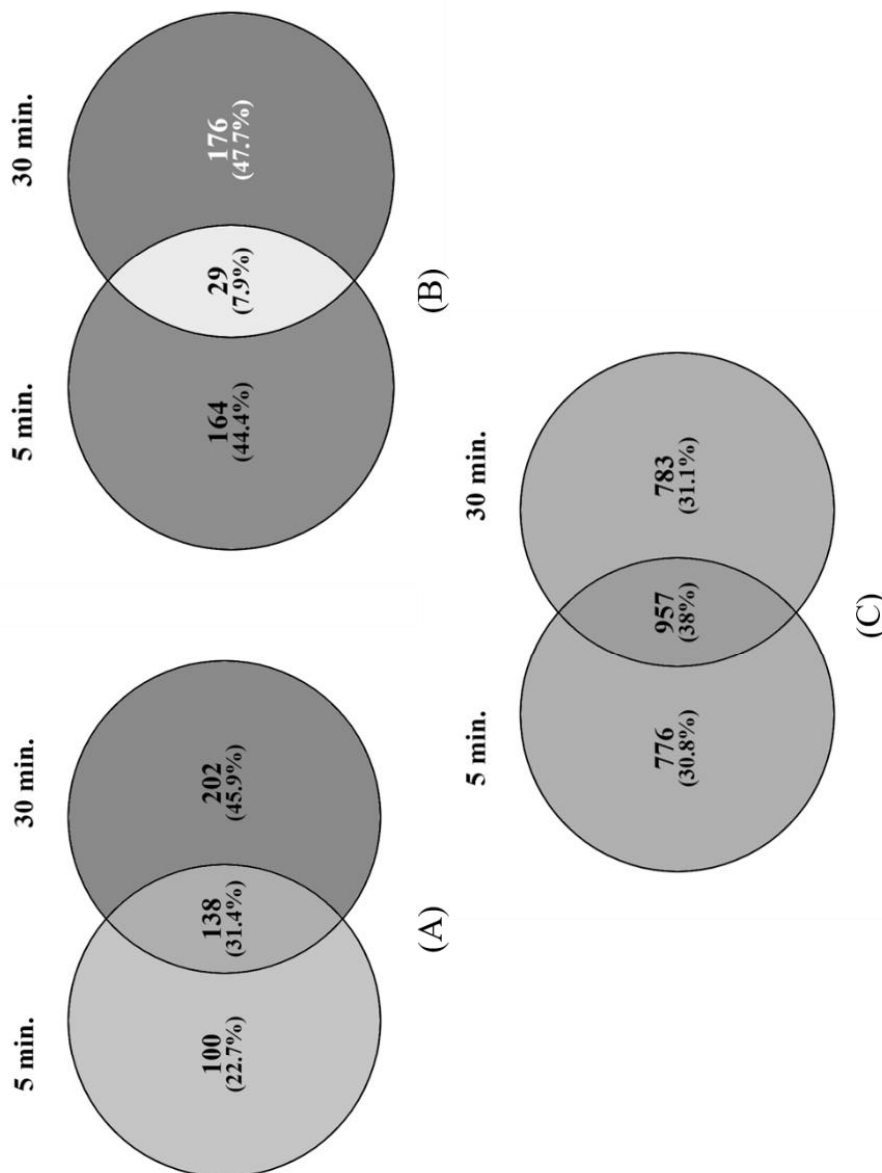 5 min.
30 min.
100
(22.7%)
138
(31.4%)
202
(45.9%)
(A)
5 min.
30 min.
164
(44.4%)
29
(7.9%)
176
(47.7%)
(B)
5 min.
30 min.
776
(30.8%)
957
(38%)
783
(31.1%)
(C)